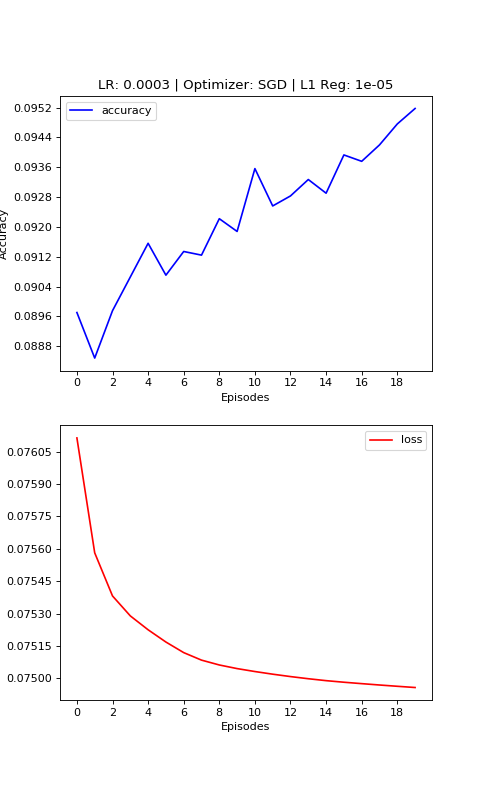 LR: 0.0003 | Optimizer: SGD | L1 Reg: 1e-05
accuracy
0.0952
0.0944
0.0936
0.0928
0.0920
0.0912
0.0904
0.0896
0.0888
Accuracy
0 2 4 6 8 10 12 14 16 18
Episodes
loss
0.07605
0.07590
0.07575
0.07560
0.07545
0.07530
0.07515
0.07500
0 2 4 6 8 10 12 14 16 18
Episodes